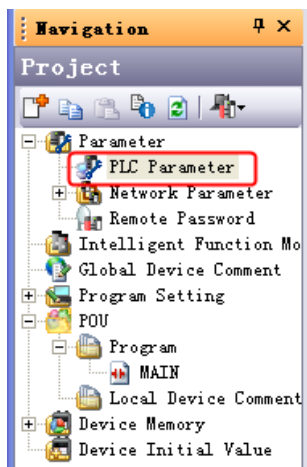 Navigation
Project
Parameter
PLC Parameter
Network Parameter
Remote Password
Intelligent Function Mo
Global Device Comment
Program Setting
POU
Program
MAIN
Local Device Comment
Device Memory
Device Initial Value